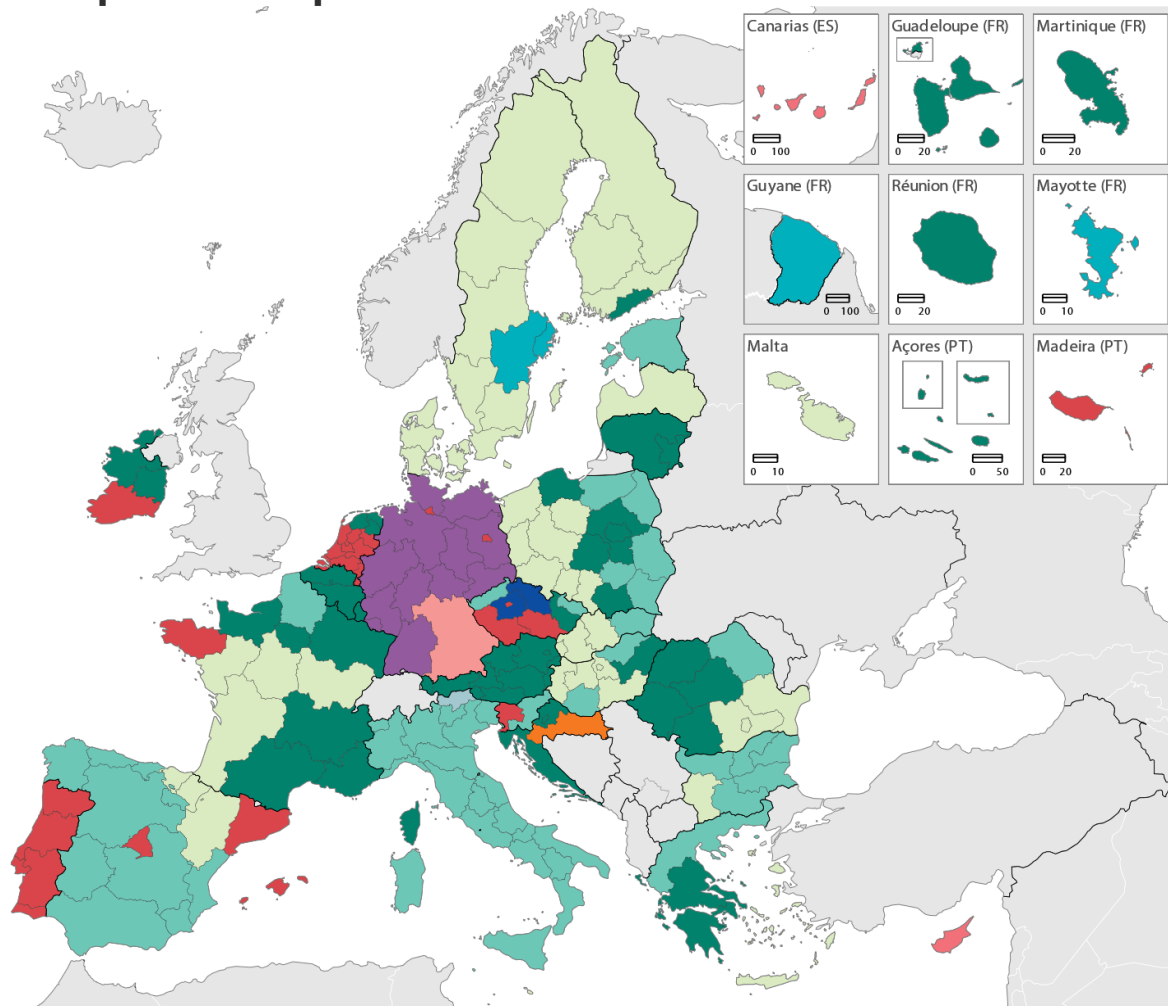 Canarias (ES)
0 100
Guadeloupe (FR)
0 20
Martinique (FR)
0 20
Guyane (FR)
0 100
Réunion (FR)
0 20
Mayotte (FR)
0 10
Malta
0 10
Açores (PT)
0 50
Madeira (PT)
0 20